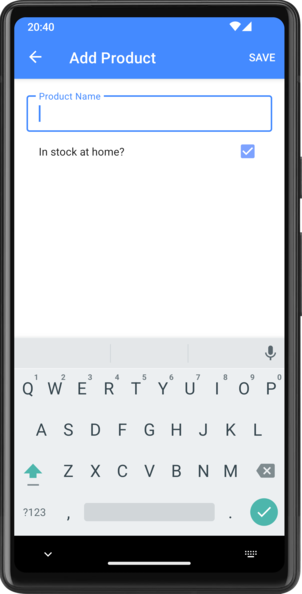 20:40
Add Product
SAVE
Product Name
In stock at home?
1 2 3 4 5 6 7 8 9 0
Q W E R T Y U I O P
A S D F G H J K L
Z X C V B N M
?123 , .